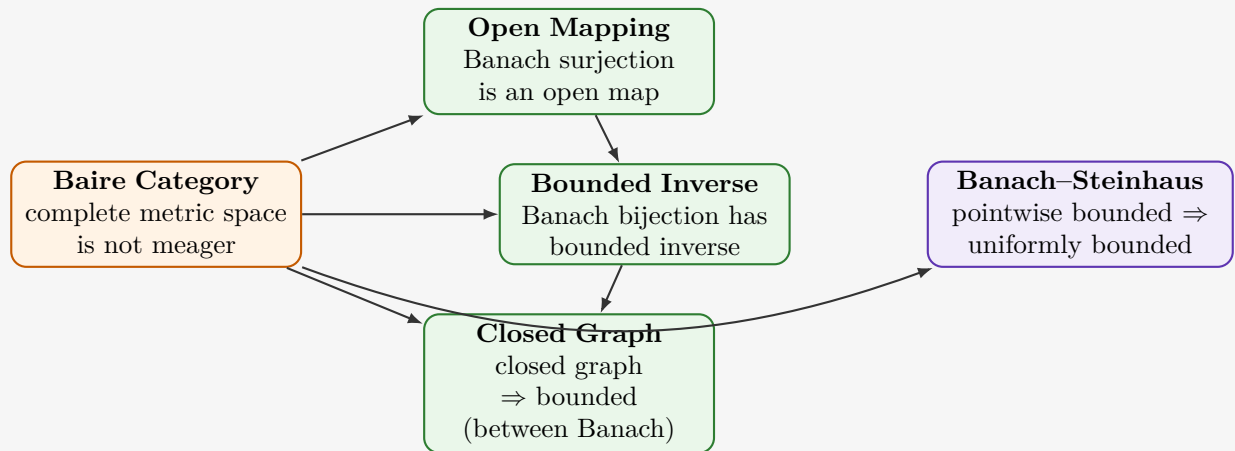 Open Mapping
Banach surjection
is an open map
Baire Category
complete metric space
is not meager
Bounded Inverse
Banach bijection has
bounded inverse
Banach–Steinhaus
pointwise bounded ⇒
uniformly bounded
Closed Graph
closed graph
⇒ bounded
(between Banach)